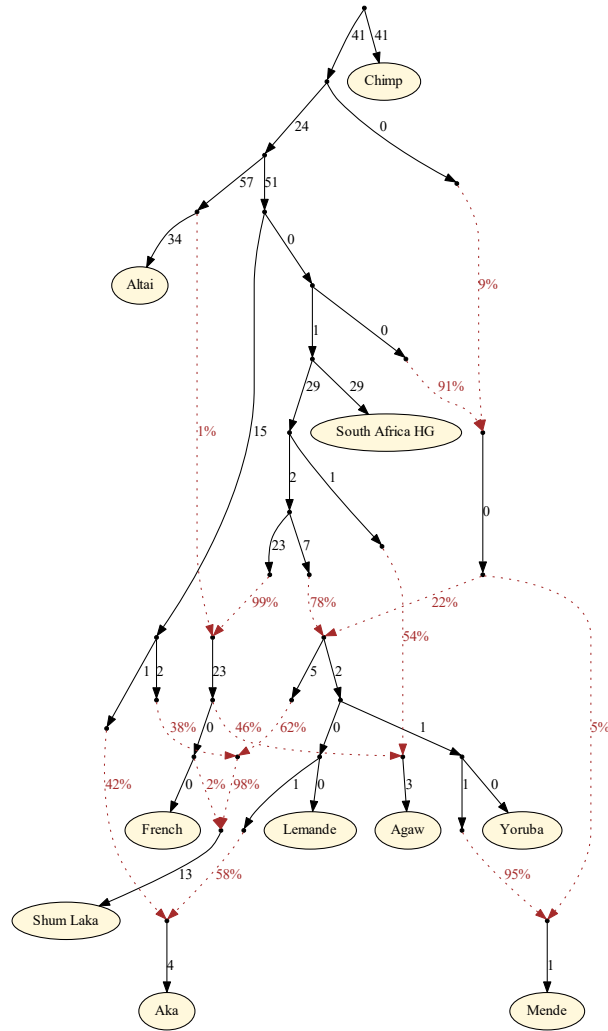 41 41
Chimp
24 0
57 51
34 0
Altai
9%
1 0
91%
29 29
1% 15 South Africa HG
2 1
0
23 7
99% 78% 22%
54%
1 2 23 5 2
38% 0 46% 62% 0 1 5%
42% 0 2% 98% 1 0 3 1 0
French Lemande Agaw Yoruba
13 58% 95%
Shum Laka
4 1
Aka Mende